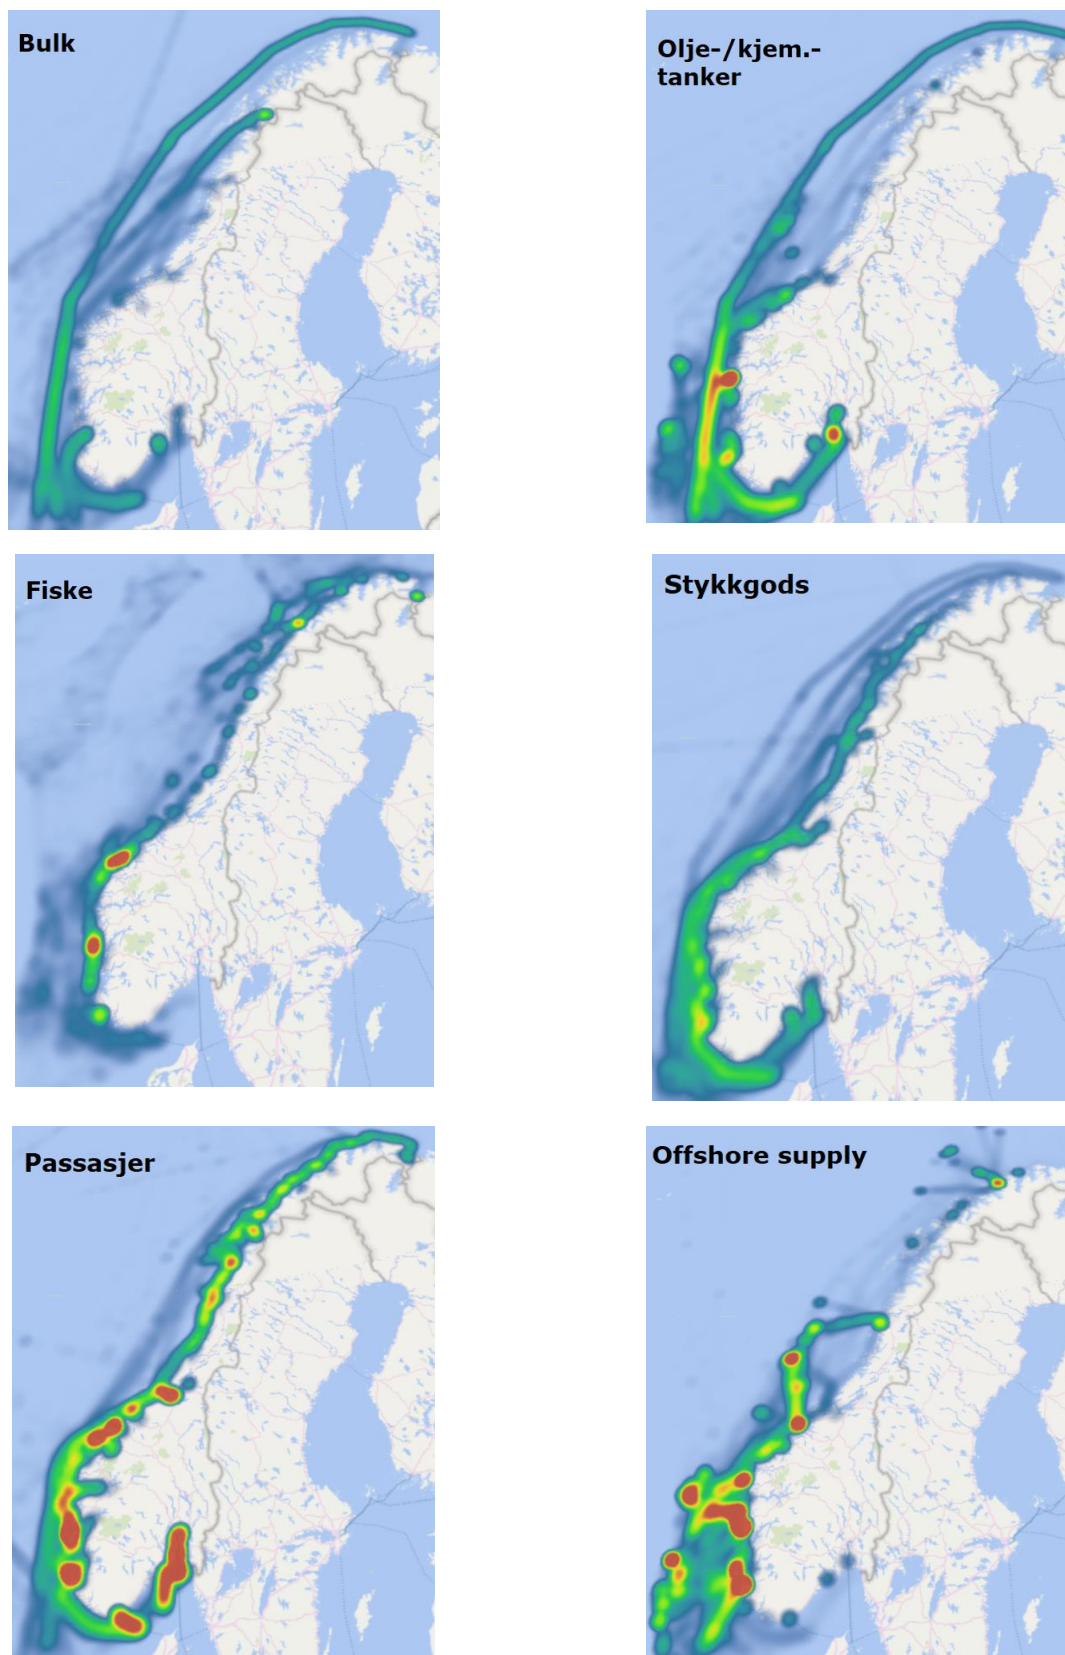 Bulk
Olje-/kjem.-
tanker
Fiske
Stykkgods
Passasjer
Offshore supply